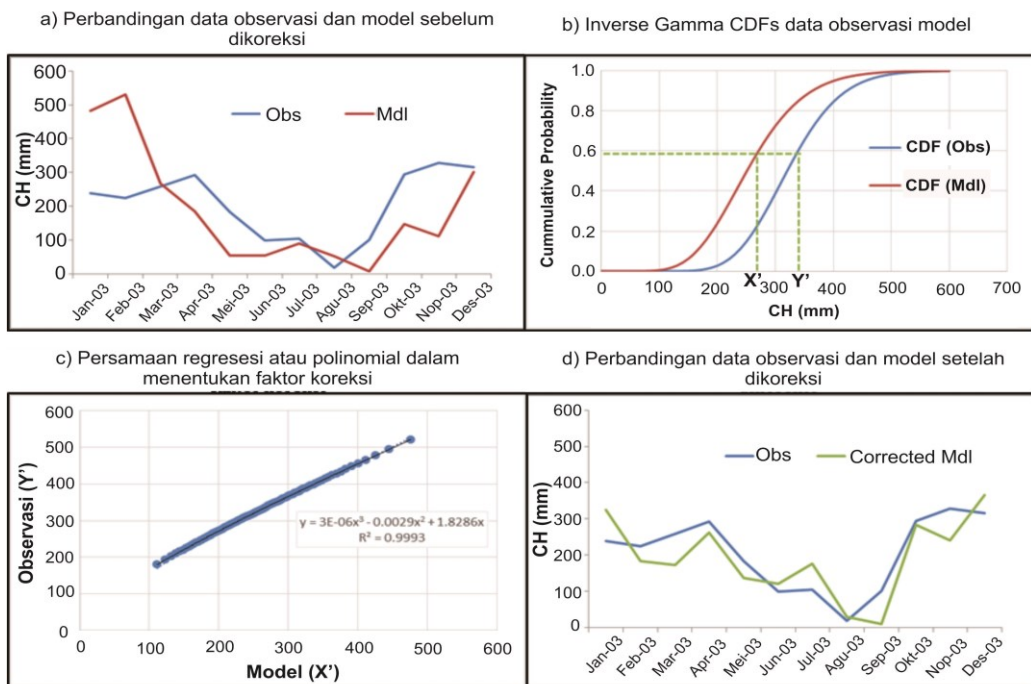 a) Perbandingan data observasi dan model sebelum
dikoreksi
600
500
400
300
200
100
0
CH (mm)
Obs
Mdl
Jan-03
Feb-03
Mar-03
Apr-03
Mei-03
Jun-03
Jul-03
Agu-03
Sep-03
Okt-03
Nop-03
Des-03
b) Inverse Gamma CDFs data observasi model
1.0
0.8
0.6
0.4
0.2
0.0
Cummulative Probability
CDF (Obs)
CDF (Mdl)
X'
Y'
0 100 200 300 400 500 600 700
CH (mm)
c) Persamaan regresesi atau polinomial dalam
menentukan faktor koreksi
600
500
400
300
200
100
0
Observasi (Y')
y = 3E-06x³ - 0.0029x² + 1.8286x
R² = 0.9993
0 100 200 300 400 500 600
Model (X')
d) Perbandingan data observasi dan model setelah
dikoreksi
600
500
400
300
200
100
0
CH (mm)
Obs
Corrected Mdl
Jan-03
Feb-03
Mar-03
Apr-03
Mei-03
Jun-03
Jul-03
Agu-03
Sep-03
Okt-03
Nop-03
Des-03